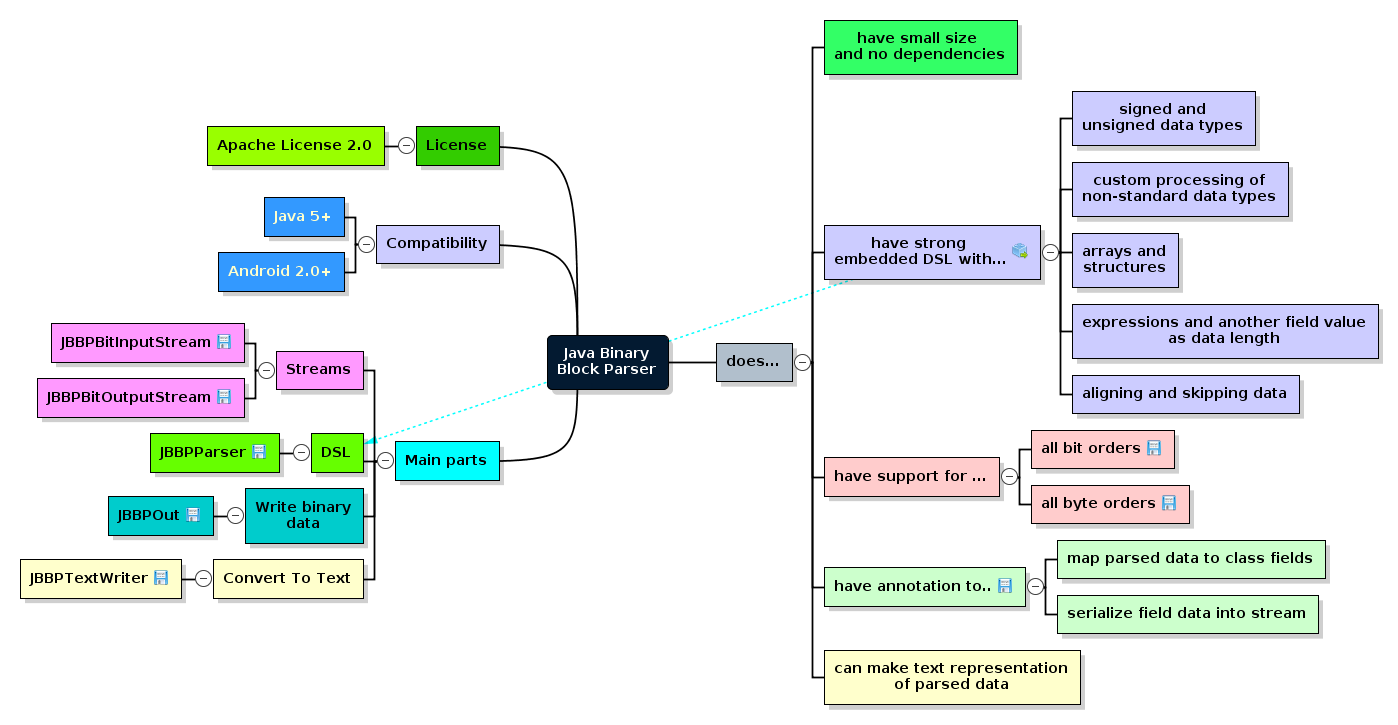 have small size
and no dependencies
signed and
unsigned data types
Apache License 2.0
License
custom processing of
non-standard data types
Java 5+
Compatibility
Android 2.0+
have strong
embedded DSL with...
arrays and
structures
expressions and another field value
as data length
aligning and skipping data
JBBPBitInputStream
Streams
JBBPBitOutputStream
Java Binary
Block Parser
does...
JBBPParser
DSL
Main parts
all bit orders
have support for ...
all byte orders
JBBPOut
Write binary
data
JBBPTextWriter
Convert To Text
map parsed data to class fields
have annotation to..
serialize field data into stream
can make text representation
of parsed data